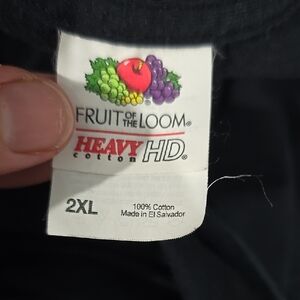 FRUIT OF THE LOOM®
HEAVY cotton HD®
2XL
100% Cotton
Made in El Salvador